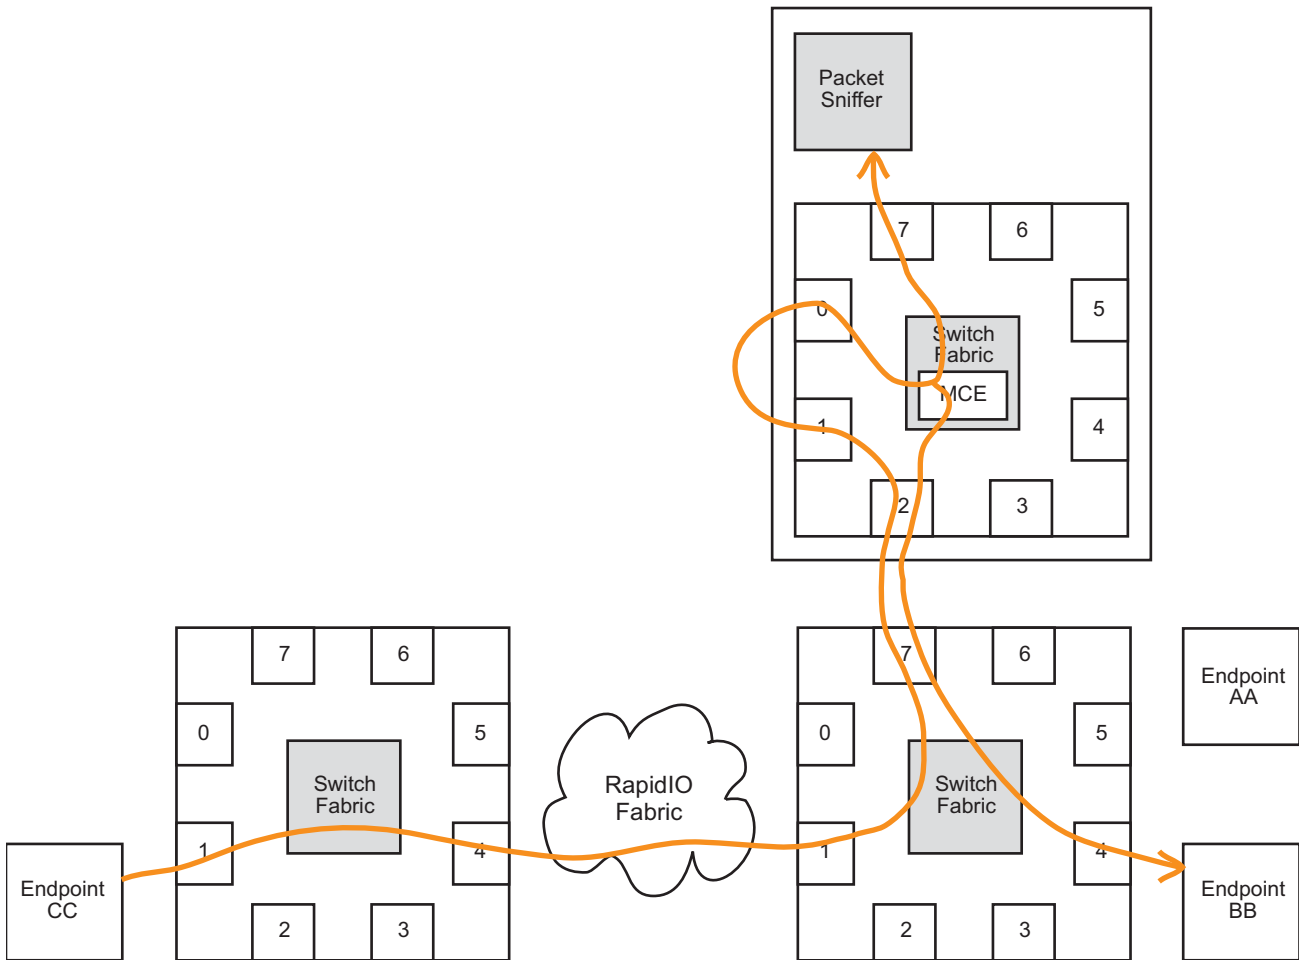 Packet
Sniffer
7
6
0
5
Switch
Fabric
MCE
1
4
2
3
7
6
0
5
Switch
Fabric
1
4
2
3
Endpoint
CC
RapidIO
Fabric
7
6
0
5
Switch
Fabric
1
4
2
3
Endpoint
AA
Endpoint
BB